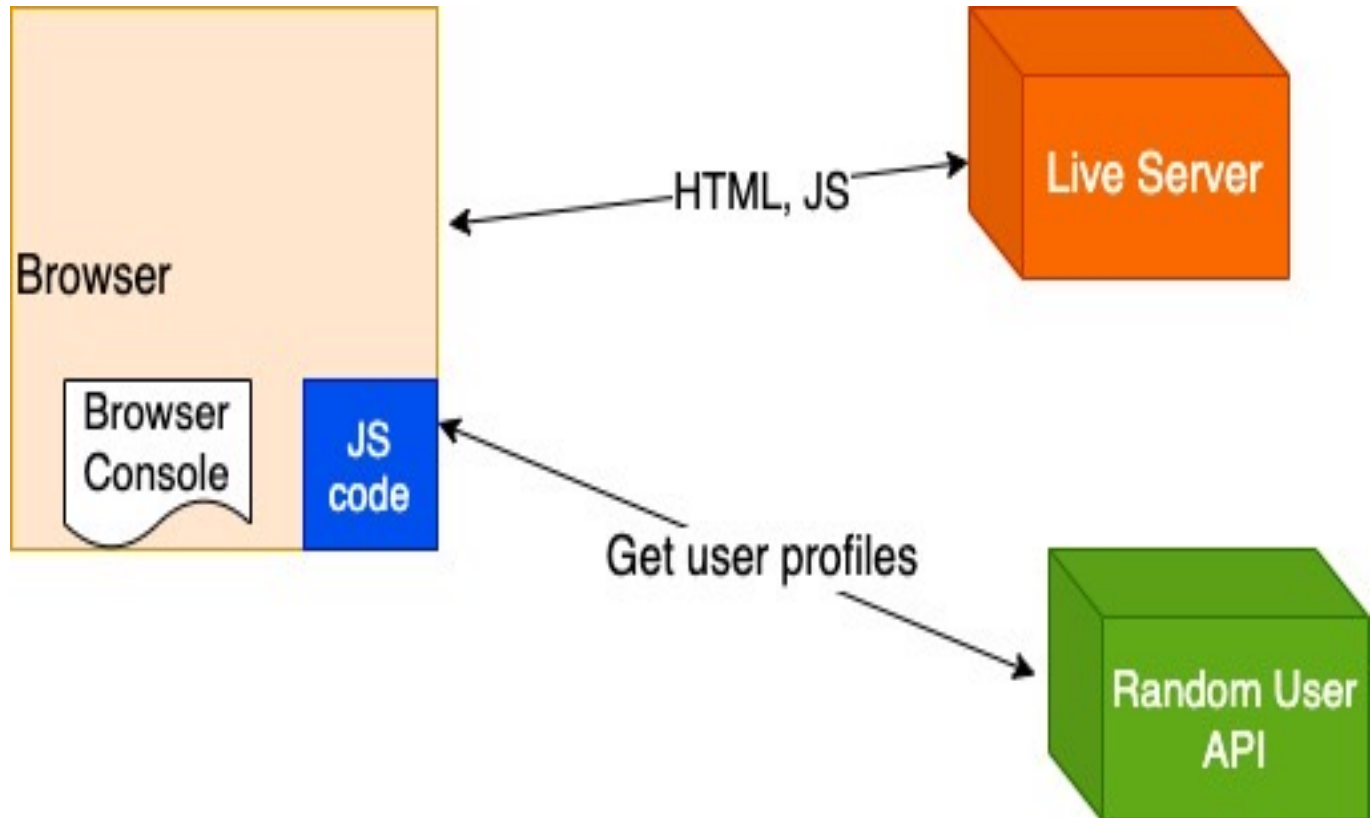 Live Server
HTML, JS
Browser
Browser
Console
JS
code
Get user profiles
Random User
API